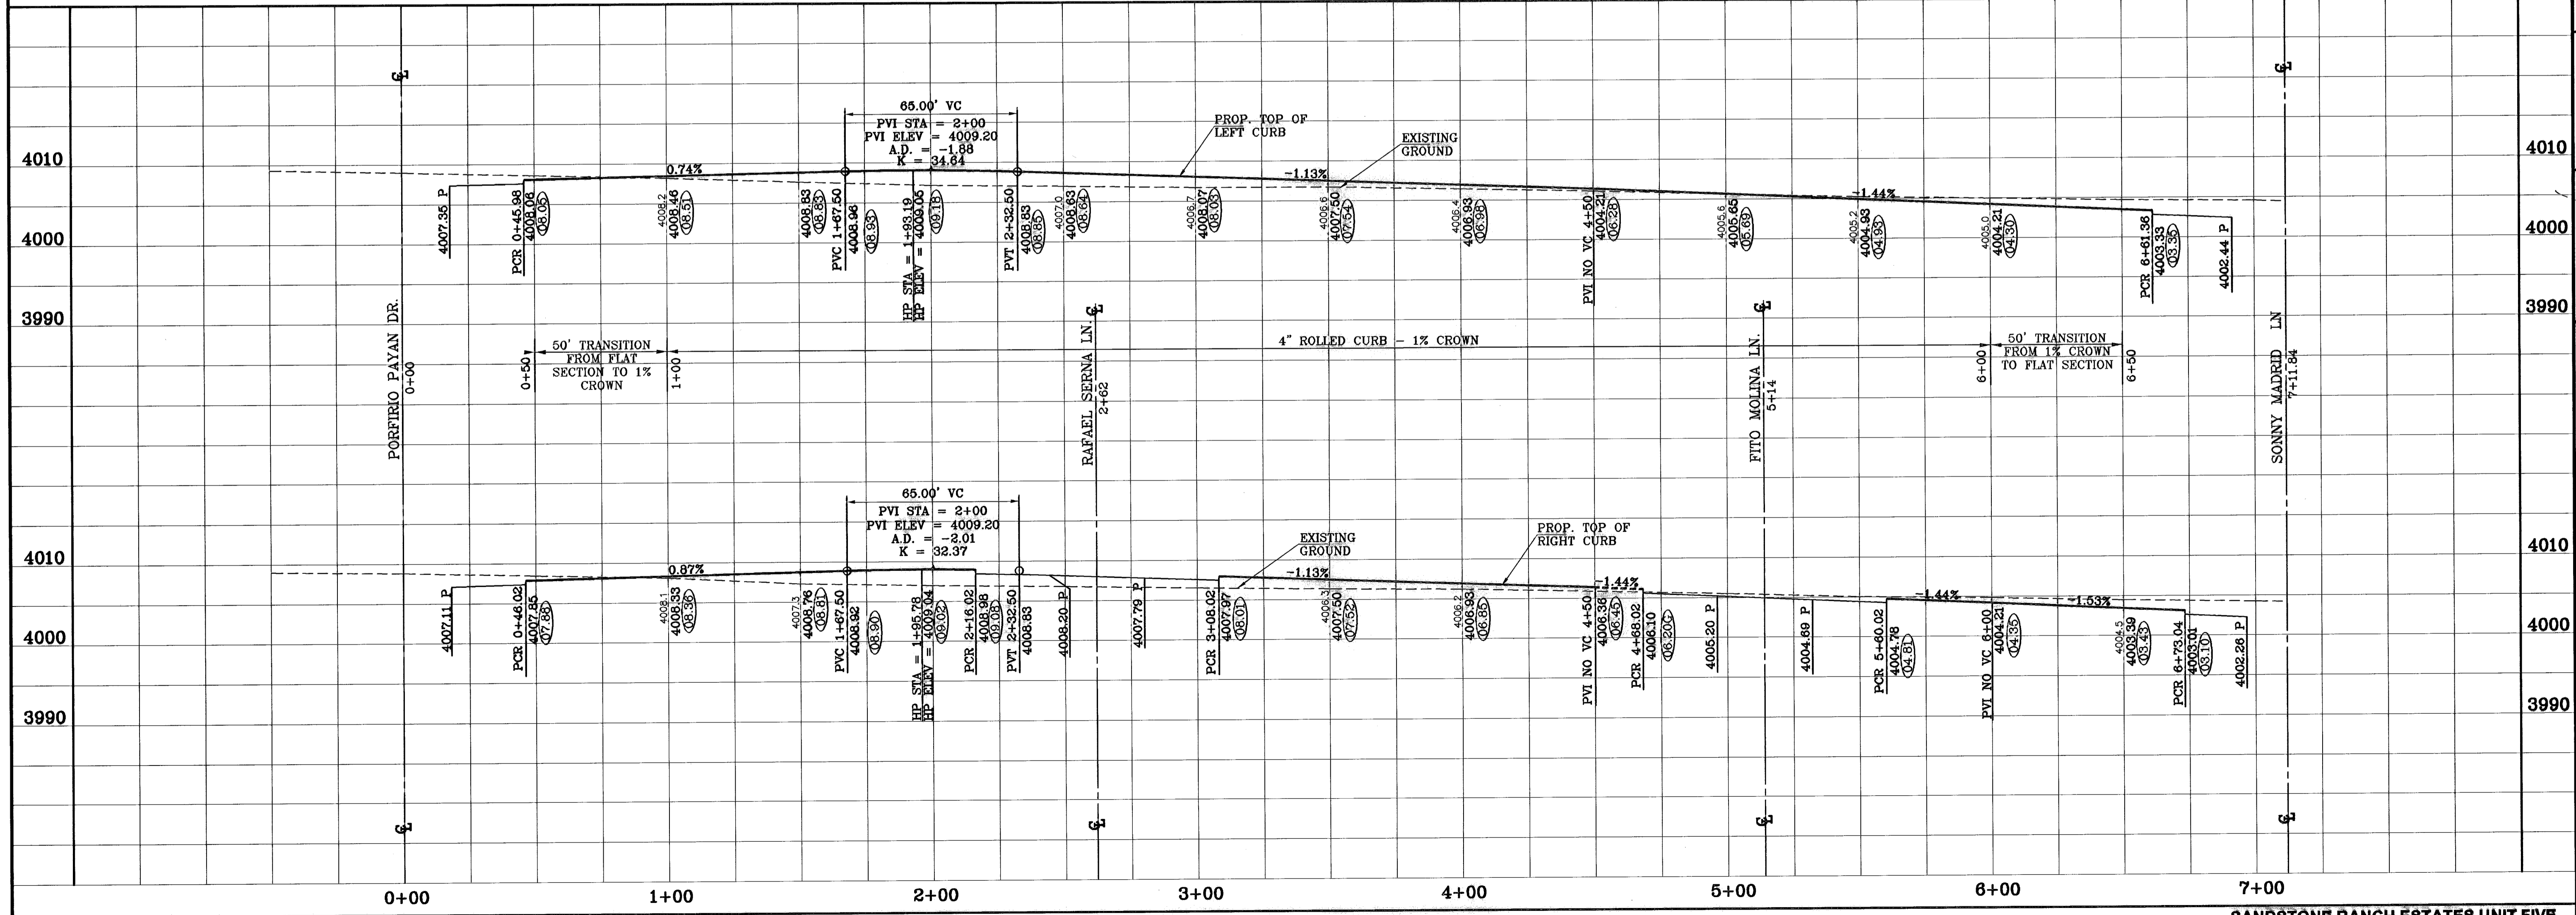 65.00' VC
PVI STA = 2+00
PVI ELEV = 4009.20
A.D. = -1.88
K = 34.64
PROP. TOP OF
LEFT CURB
EXISTING
GROUND
4010
0.74%
-1.13%
-1.44%
4010
4007.35 P
PCR 0+45.98
4008.06
08.05
4008.2
4008.46
08.51
4008.83
08.83
PVC 1+67.50
4008.96
08.93
HP STA = 1+93.19
HP ELEV = 4009.05
09.18
PVT 2+32.50
4008.83
08.85
4007.0
4008.63
08.64
4006.7
4008.07
08.03
4006.6
4007.50
07.54
4006.4
4006.93
06.98
PVI NO VC 4+50
4004.21
06.28
4005.6
4005.65
05.69
4005.2
4004.93
04.93
4005.0
4004.21
04.30
PCR 6+61.36
4003.33
03.35
4002.44 P
4000
4000
3990
3990
PORFIRIO PAYAN DR.
0+00
0+50
50' TRANSITION
FROM FLAT
SECTION TO 1%
CROWN
1+00
RAFAEL SERNA LN.
2+62
4" ROLLED CURB - 1% CROWN
FITO MOLINA LN.
5+14
6+00
50' TRANSITION
FROM 1% CROWN
TO FLAT SECTION
6+50
SONNY MADRID LN
7+11.84
65.00' VC
PVI STA = 2+00
PVI ELEV = 4009.20
A.D. = -2.01
K = 32.37
EXISTING
GROUND
PROP. TOP OF
RIGHT CURB
4010
0.87%
-1.13%
-1.44%
-1.44%
-1.53%
4010
4007.11 P
PCR 0+46.02
4007.85
07.88
4008.1
4008.33
08.36
4007.3
4008.76
08.81
PVC 1+67.50
4008.92
08.90
HP STA = 1+95.78
HP ELEV = 4009.04
09.02
PCR 2+16.02
4008.98
09.08
PVT 2+32.50
4008.83
4008.20 P
4007.79 P
PCR 3+08.02
4007.97
08.01
4006.3
4007.50
07.52
4006.2
4006.93
06.85
PVI NO VC 4+50
4006.36
06.45
PCR 4+68.02
4006.10
06.20G
4005.20 P
4004.69 P
PCR 5+60.02
4004.78
04.81
PVI NO VC 6+00
4004.21
04.35
4004.5
4003.39
03.43
PCR 6+73.04
4003.01
03.10
4002.26 P
4000
4000
3990
3990
0+00
1+00
2+00
3+00
4+00
5+00
6+00
7+00
SANDSTONE RANCH ESTATES UNIT FIVE